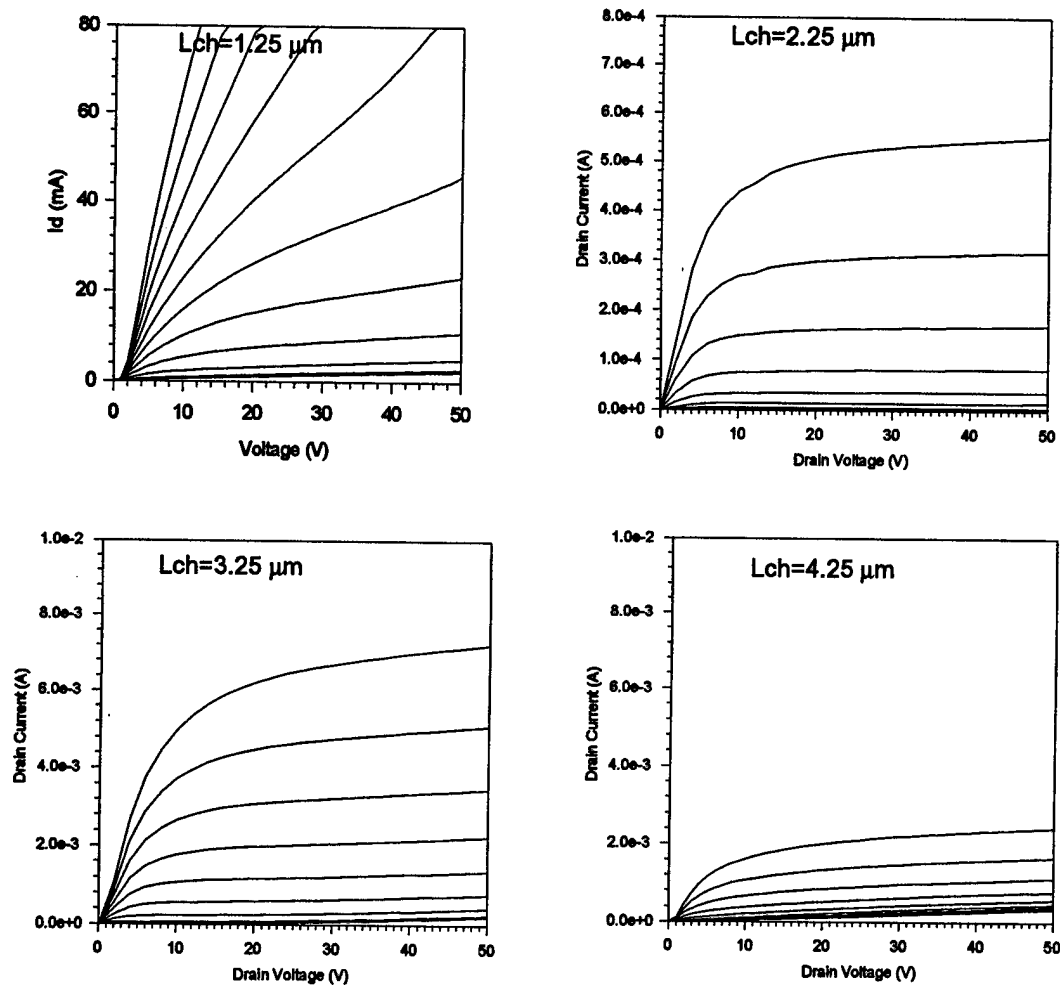 Lch=1.25 µm
80
60
40
20
0
Id (mA)
0 10 20 30 40 50
Voltage (V)
Lch=2.25 µm
8.0e-4
7.0e-4
6.0e-4
5.0e-4
4.0e-4
3.0e-4
2.0e-4
1.0e-4
0.0e+0
Drain Current (A)
0 10 20 30 40 50
Drain Voltage (V)
Lch=3.25 µm
1.0e-2
8.0e-3
6.0e-3
4.0e-3
2.0e-3
0.0e+0
Drain Current (A)
0 10 20 30 40 50
Drain Voltage (V)
Lch=4.25 µm
1.0e-2
8.0e-3
6.0e-3
4.0e-3
2.0e-3
0.0e+0
Drain Current (A)
0 10 20 30 40 50
Drain Voltage (V)